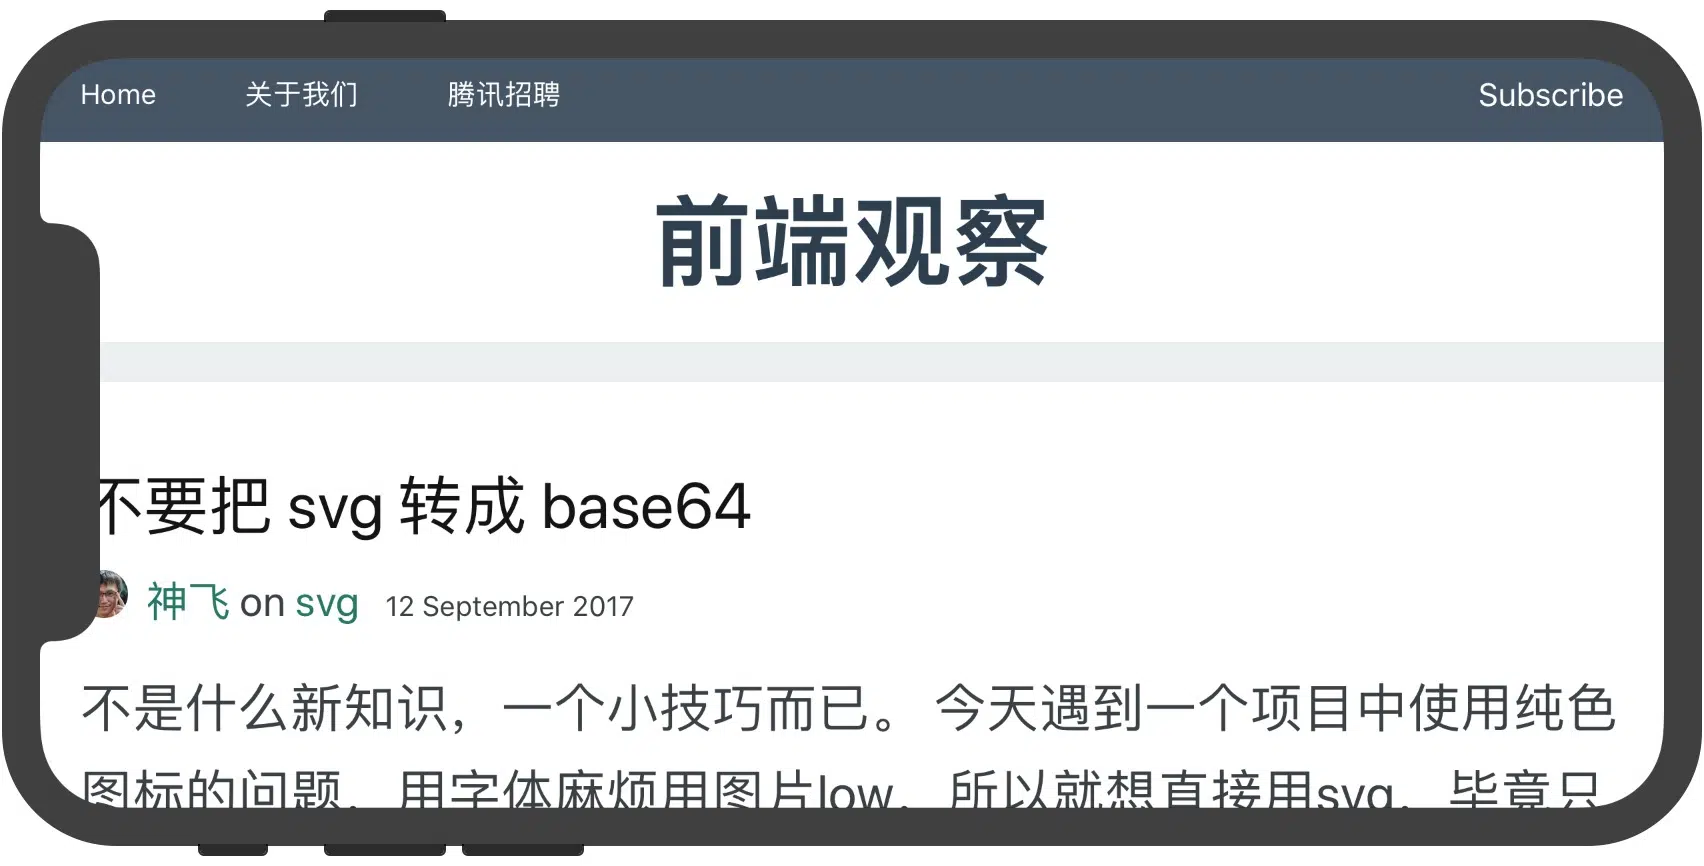 Home 关于我们 腾讯招聘 Subscribe
前端观察
不要把 svg 转成 base64
神飞 on svg 12 September 2017
不是什么新知识，一个小技巧而已。 今天遇到一个项目中使用纯色
图标的问题，用字体麻烦用图片low，所以就想直接用svg，毕竟只